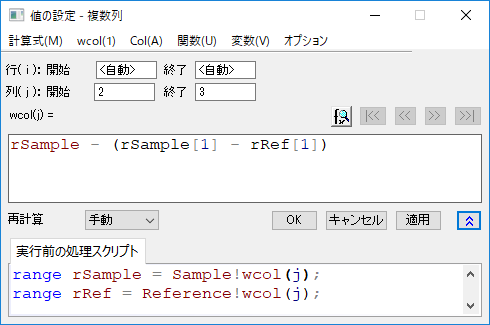 値の設定 - 複数列
計算式(M) wcol(1) Col(A) 関数(U) 変数(V) オプション
行(i): 開始 <自動> 終了 <自動>
列(j): 開始 2 終了 3
wcol(j) =
rSample - (rSample[1] - rRef[1])
再計算 手動 OK キャンセル 適用
実行前の処理スクリプト
range rSample = Sample!wcol(j);
range rRef = Reference!wcol(j);